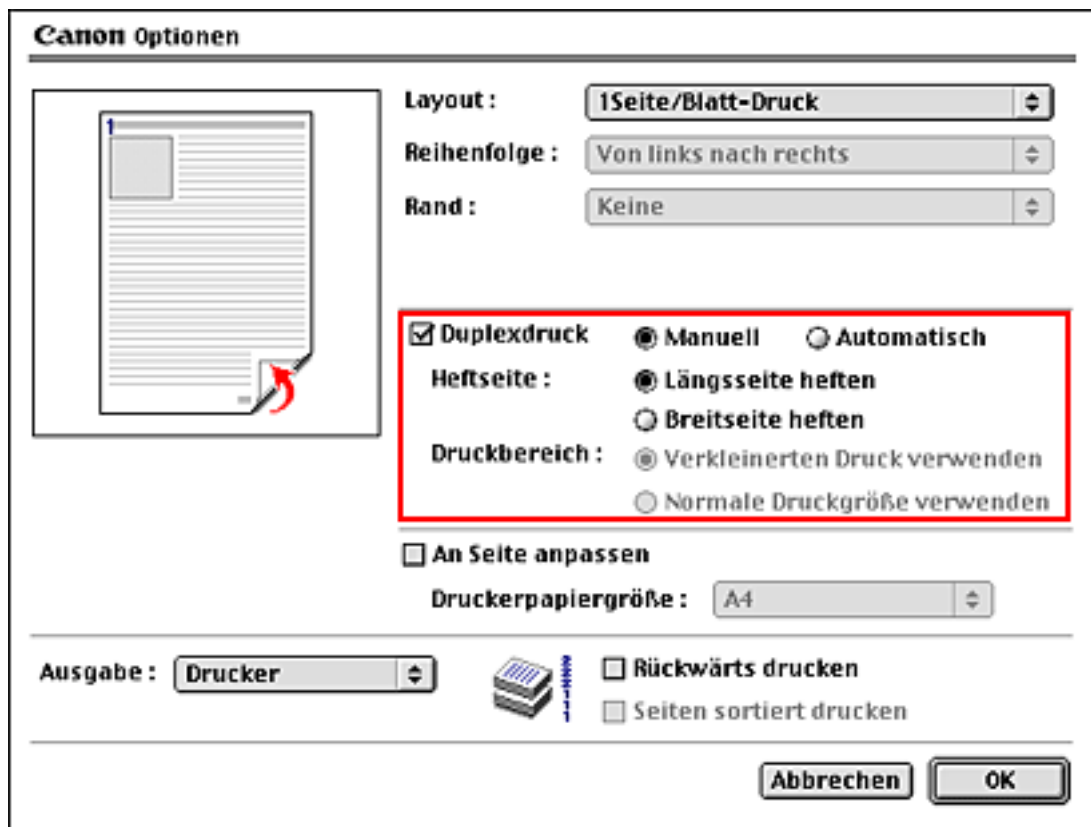 Canon Optionen
1
Layout : 1Seite/Blatt-Druck
Reihenfolge : Von links nach rechts
Rand : Keine
Duplexdruck Manuell Automatisch
Heftseite : Längsseite heften
Breitseite heften
Druckbereich : Verkleinerten Druck verwenden
Normale Druckgröße verwenden
An Seite anpassen
Druckerpapiergröße : A4
Ausgabe : Drucker
Rückwärts drucken
Seiten sortiert drucken
Abbrechen OK